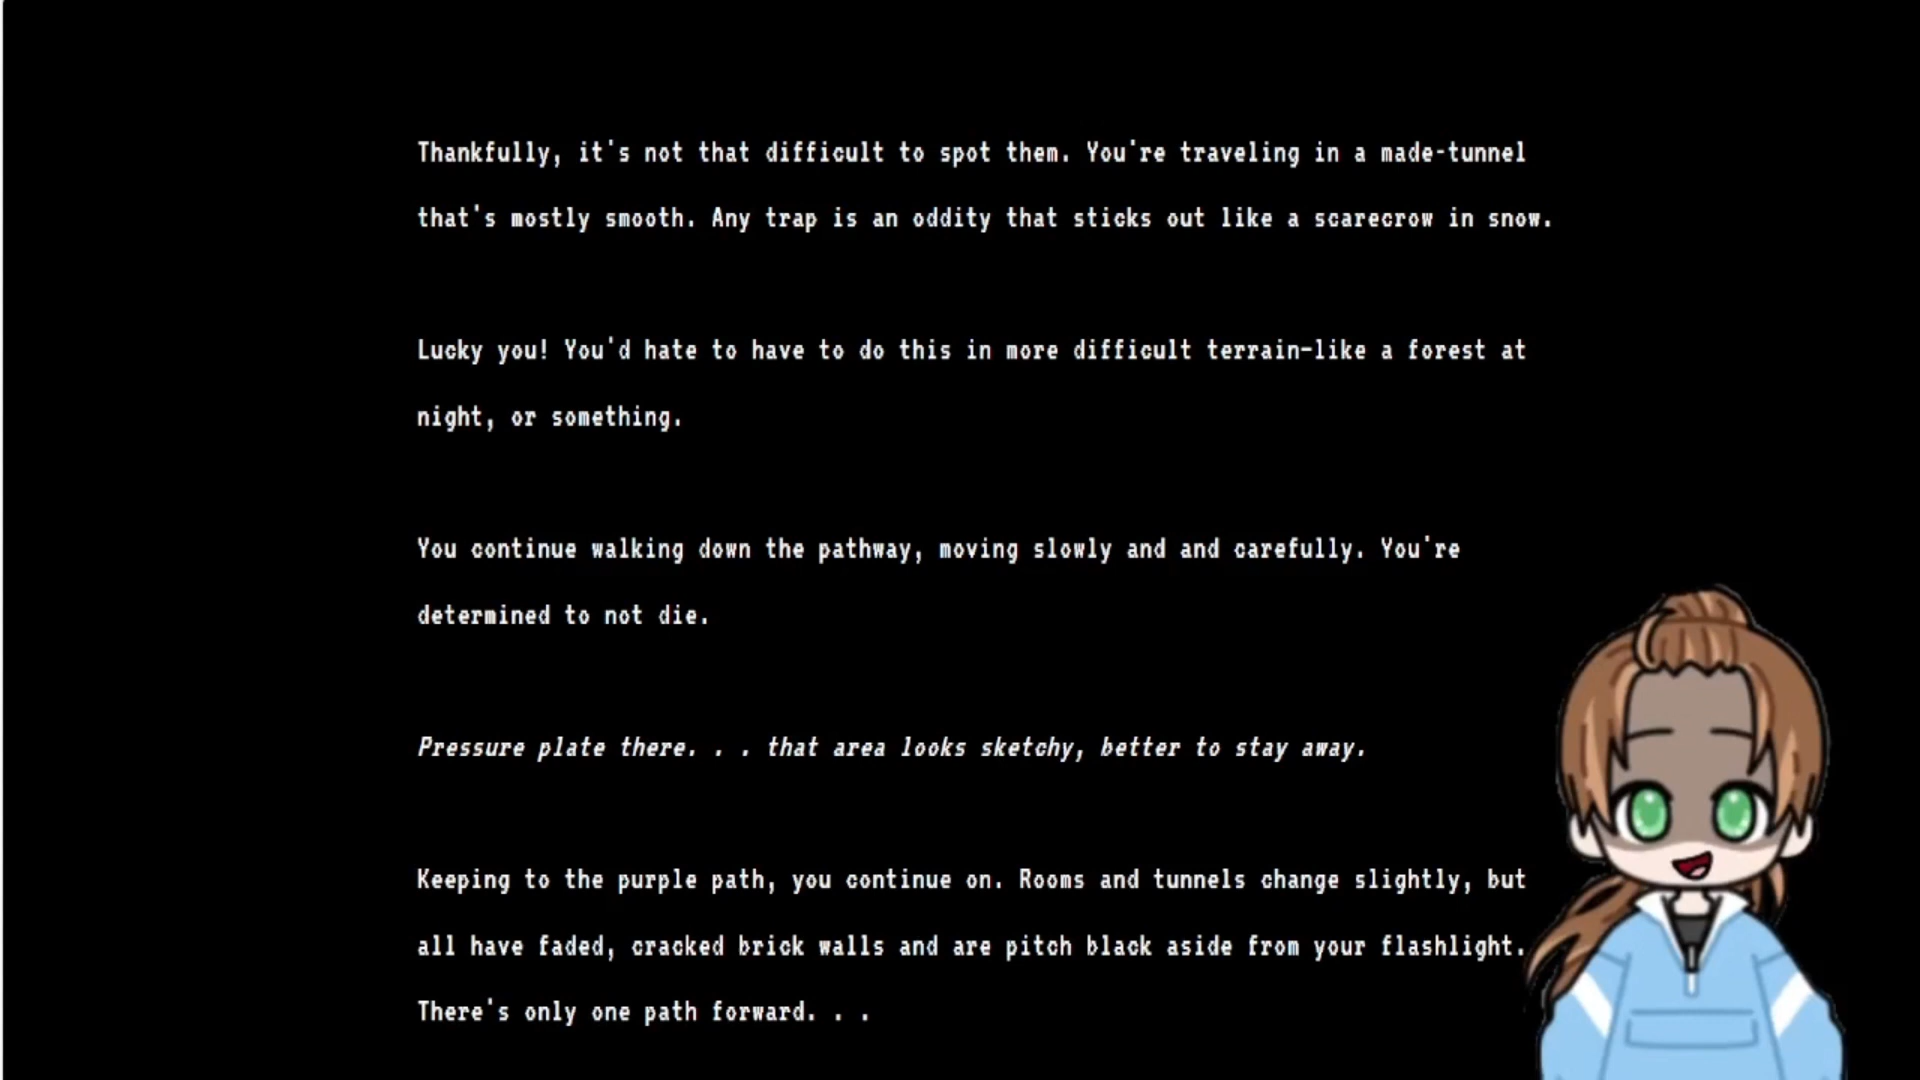 Thankfully, it's not that difficult to spot them. You're traveling in a made-tunnel
that's mostly smooth. Any trap is an oddity that sticks out like a scarecrow in snow.
Lucky you! You'd hate to have to do this in more difficult terrain—like a forest at
night, or something.
You continue walking down the pathway, moving slowly and and carefully. You're
determined to not die.
Pressure plate there. . . that area looks sketchy, better to stay away.
Keeping to the purple path, you continue on. Rooms and tunnels change slightly, but
all have faded, cracked brick walls and are pitch black aside from your flashlight.
There's only one path forward. . .